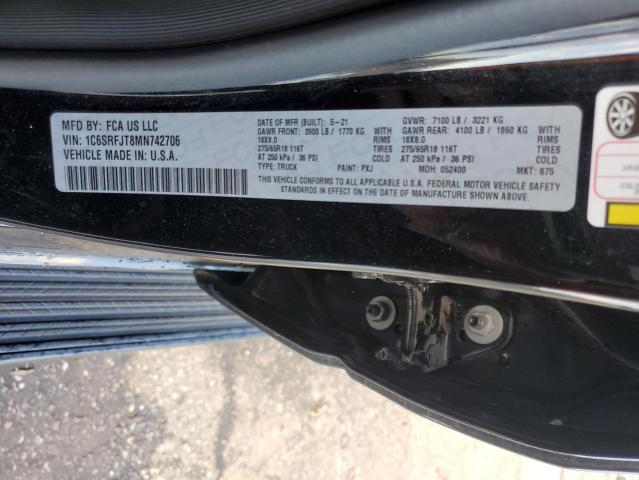 MFD BY: FCA US LLC
VIN: 1C6SRFJT8MN742706
VEHICLE MADE IN U.S.A.
DATE OF MFR (BUILT): 5-21
GAWR FRONT: 3900 LB / 1770 KG
18X8.0 RIMS
275/65R18 116T TIRES
AT 250 kPa / 36 PSI COLD
TYPE: TRUCK PAINT: PXJ
GVWR: 7100 LB / 3221 KG
GAWR REAR: 4100 LB / 1860 KG
18X8.0 RIMS
275/65R18 116T TIRES
AT 250 kPa / 36 PSI COLD
MDH: 052400 MKT: 875
THIS VEHICLE CONFORMS TO ALL APPLICABLE U.S.A. FEDERAL MOTOR VEHICLE SAFETY
STANDARDS IN EFFECT ON THE DATE OF MANUFACTURE SHOWN ABOVE.